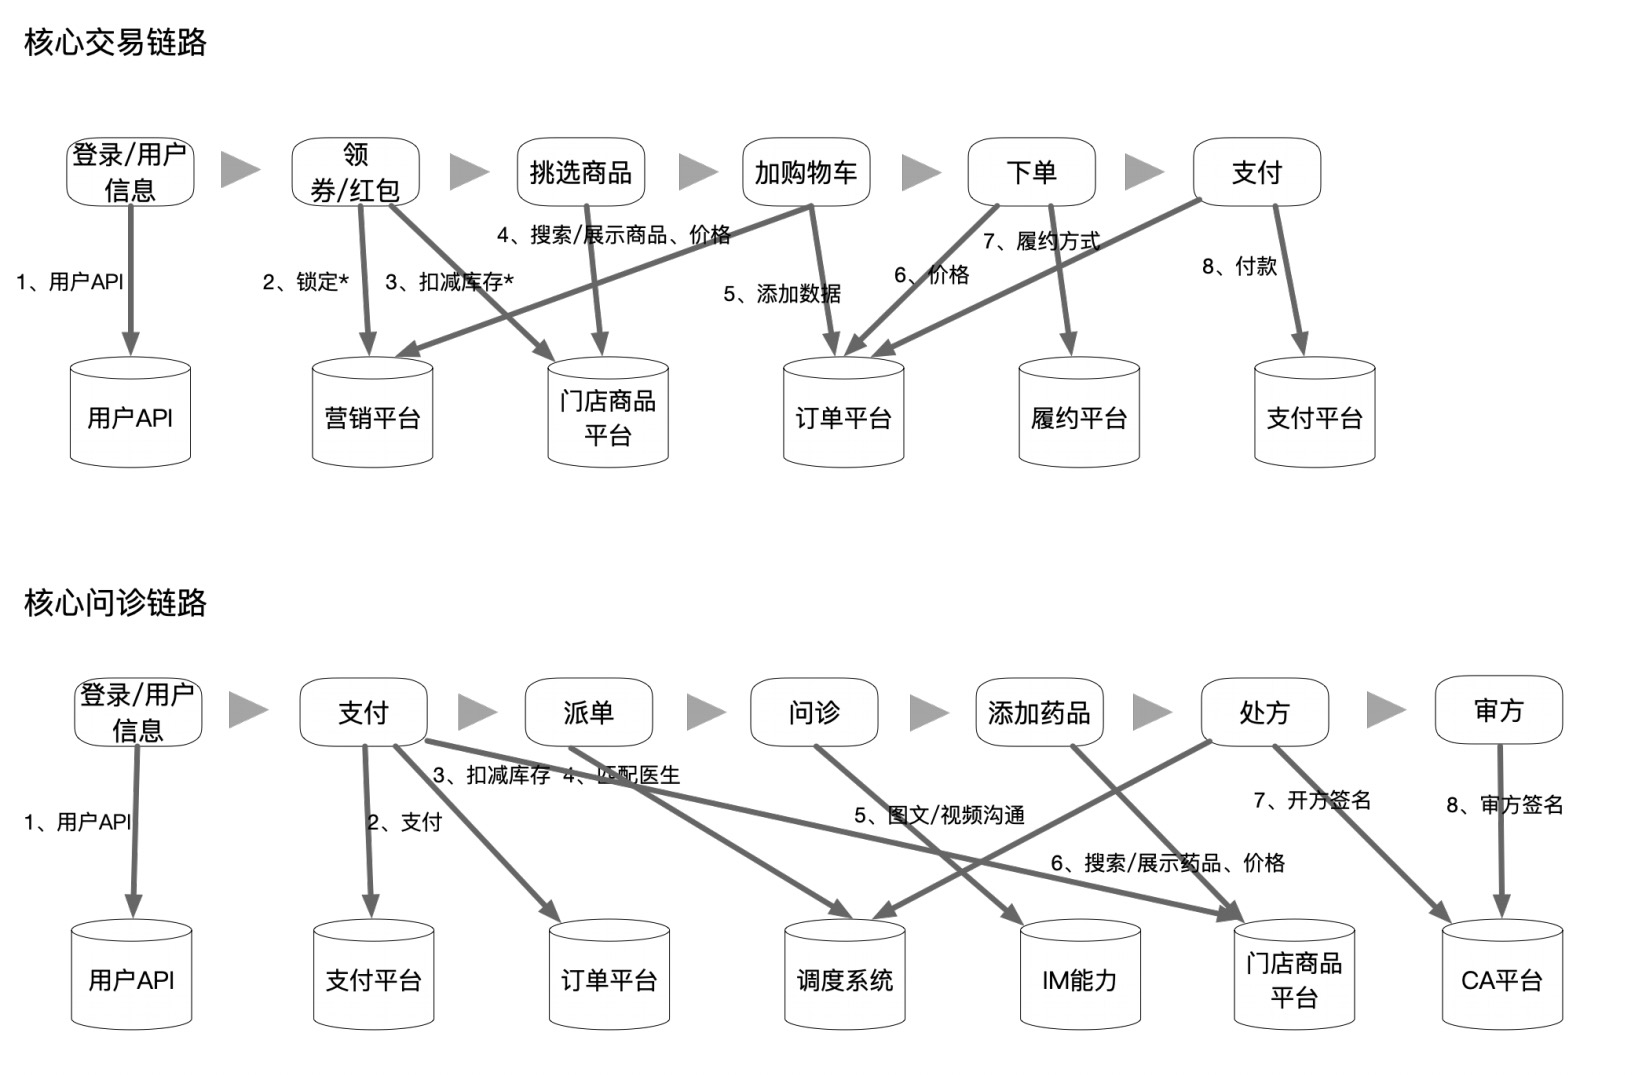 核心交易链路
登录/用户
信息
领
券/红包
挑选商品
加购物车
下单
支付
4、搜索/展示商品、价格
7、履约方式
1、用户API
2、锁定*
3、扣减库存*
5、添加数据
6、价格
8、付款
用户API
营销平台
门店商品
平台
订单平台
履约平台
支付平台
核心问诊链路
登录/用户
信息
支付
派单
问诊
添加药品
处方
审方
3、扣减库存
4、匹配医生
1、用户API
2、支付
5、图文/视频沟通
7、开方签名
8、审方签名
6、搜索/展示药品、价格
用户API
支付平台
订单平台
调度系统
IM能力
门店商品
平台
CA平台